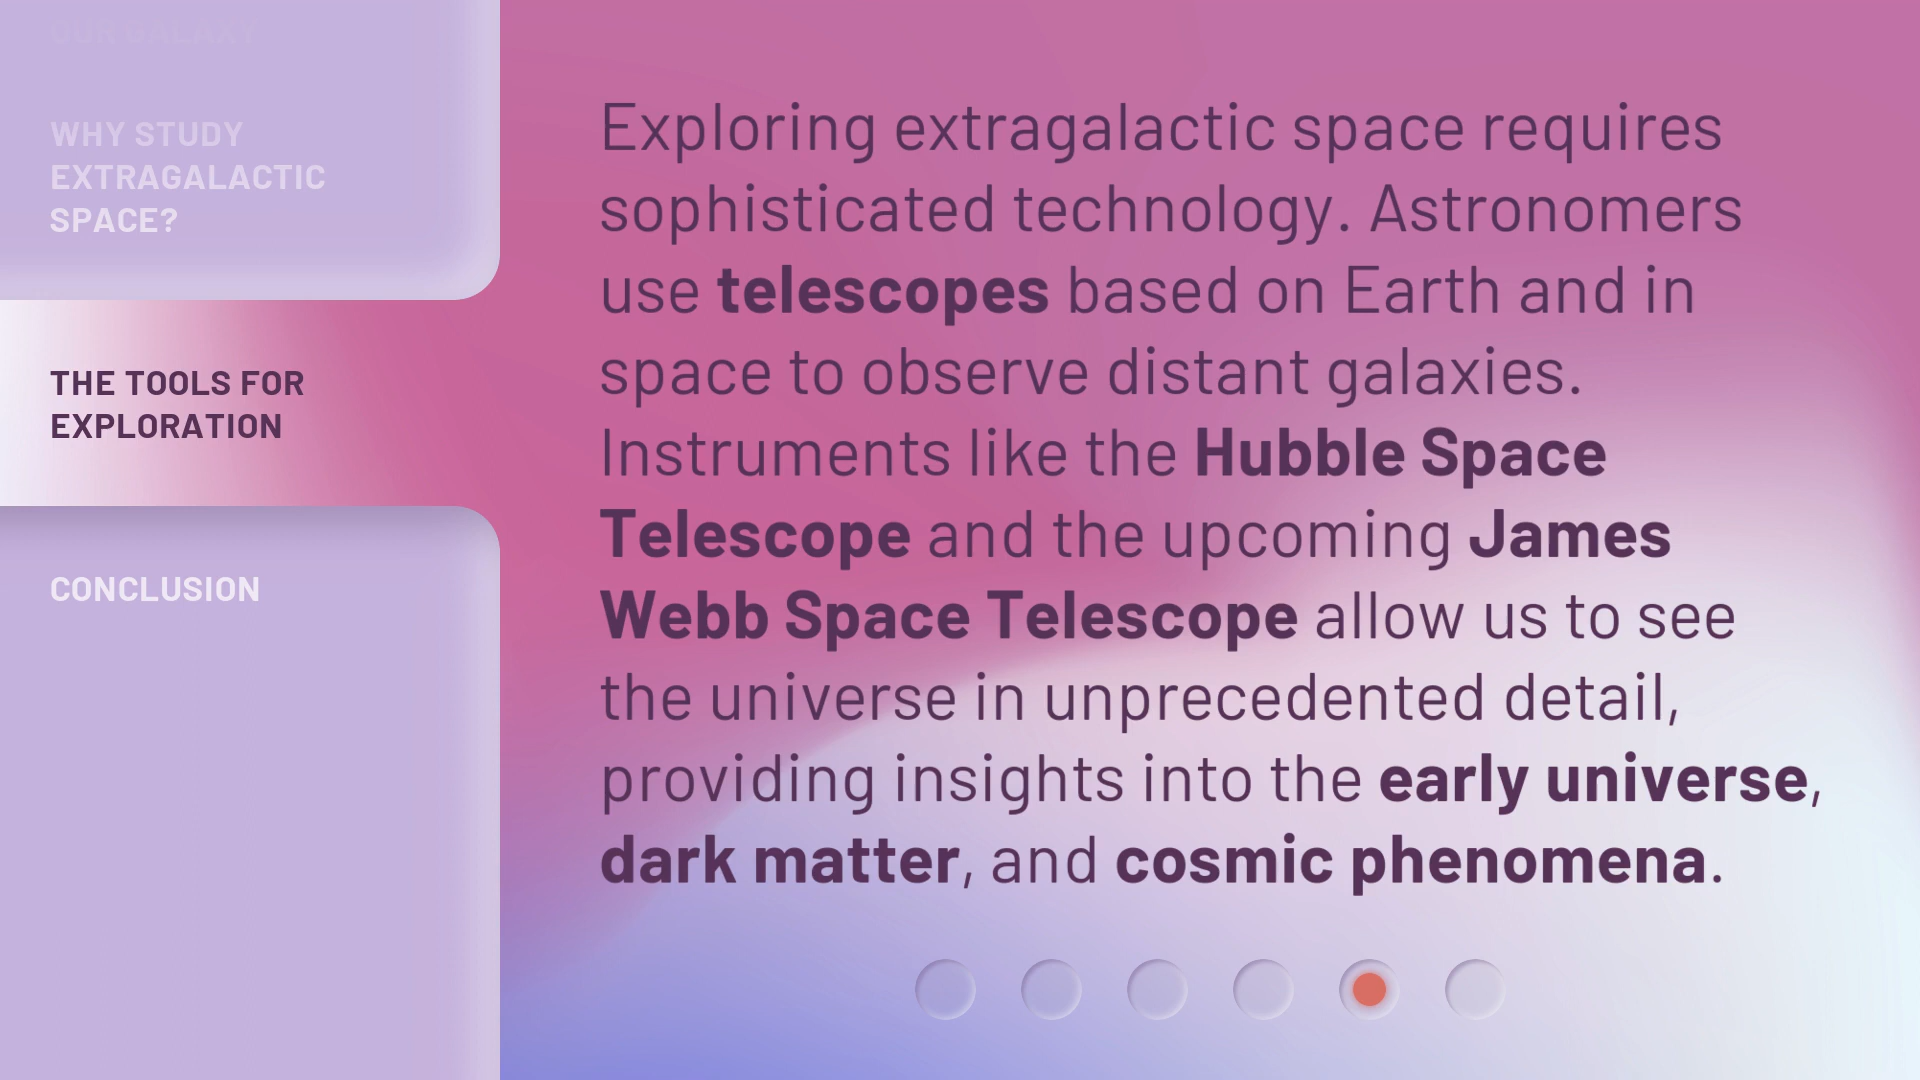 OUR GALAXY
WHY STUDY
EXTRAGALACTIC
SPACE?
THE TOOLS FOR
EXPLORATION
CONCLUSION
Exploring extragalactic space requires
sophisticated technology. Astronomers
use telescopes based on Earth and in
space to observe distant galaxies.
Instruments like the Hubble Space
Telescope and the upcoming James
Webb Space Telescope allow us to see
the universe in unprecedented detail,
providing insights into the early universe,
dark matter, and cosmic phenomena.